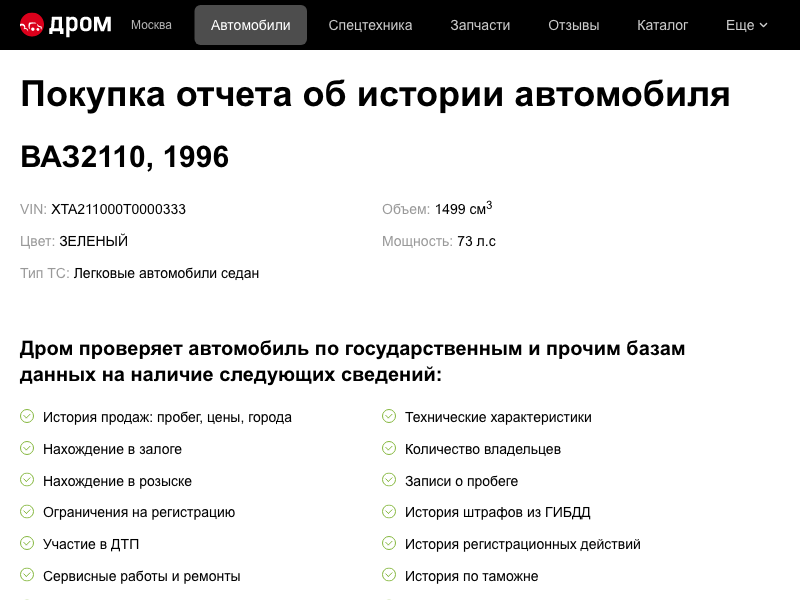 дром Москва Автомобили Спецтехника Запчасти Отзывы Каталог Еще
Покупка отчета об истории автомобиля
ВАЗ2110, 1996
VIN: XTA211000T0000333 Объем: 1499 см³
Цвет: ЗЕЛЕНЫЙ Мощность: 73 л.с
Тип ТС: Легковые автомобили седан
Дром проверяет автомобиль по государственным и прочим базам
данных на наличие следующих сведений:
История продаж: пробег, цены, города Технические характеристики
Нахождение в залоге Количество владельцев
Нахождение в розыске Записи о пробеге
Ограничения на регистрацию История штрафов из ГИБДД
Участие в ДТП История регистрационных действий
Сервисные работы и ремонты История по таможне